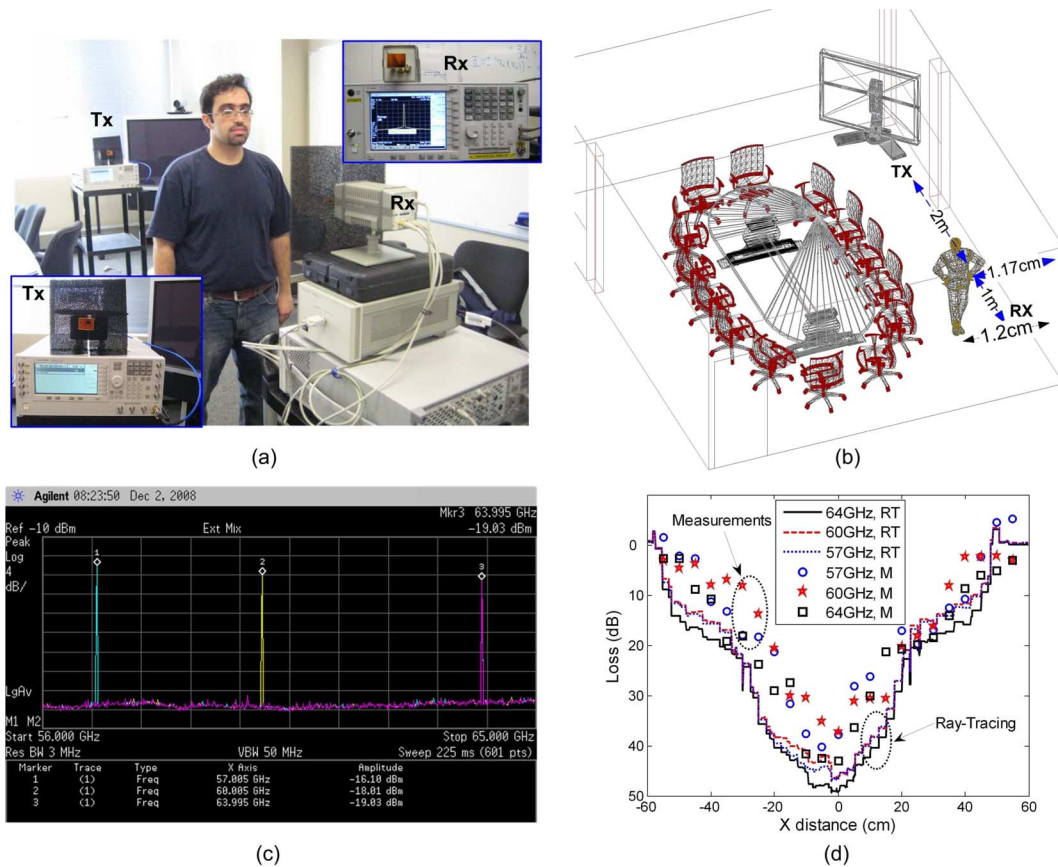 Tx
Rx
Rx
Tx
(a)
TX
2m
1.17cm
1m
RX
1.2cm
(b)
Agilent 08:23:50 Dec 2, 2008
Mkr3 63.995 GHz
Ref -10 dBm Ext Mix -19.03 dBm
Peak
Log
4
dB/
1
2
3
LgAv
M1 M2
Start 56.000 GHz Stop 65.000 GHz
Res BW 3 MHz VBW 50 MHz Sweep 225 ms (601 pts)
Marker Trace Type X Axis Amplitude
1 (1) Freq 57.005 GHz -16.10 dBm
2 (1) Freq 60.005 GHz -18.01 dBm
3 (1) Freq 63.995 GHz -19.03 dBm
(c)
Measurements
64GHz, RT
60GHz, RT
57GHz, RT
57GHz, M
60GHz, M
64GHz, M
Ray-Tracing
Loss (dB)
0
10
20
30
40
50
-60 -40 -20 0 20 40 60
X distance (cm)
(d)